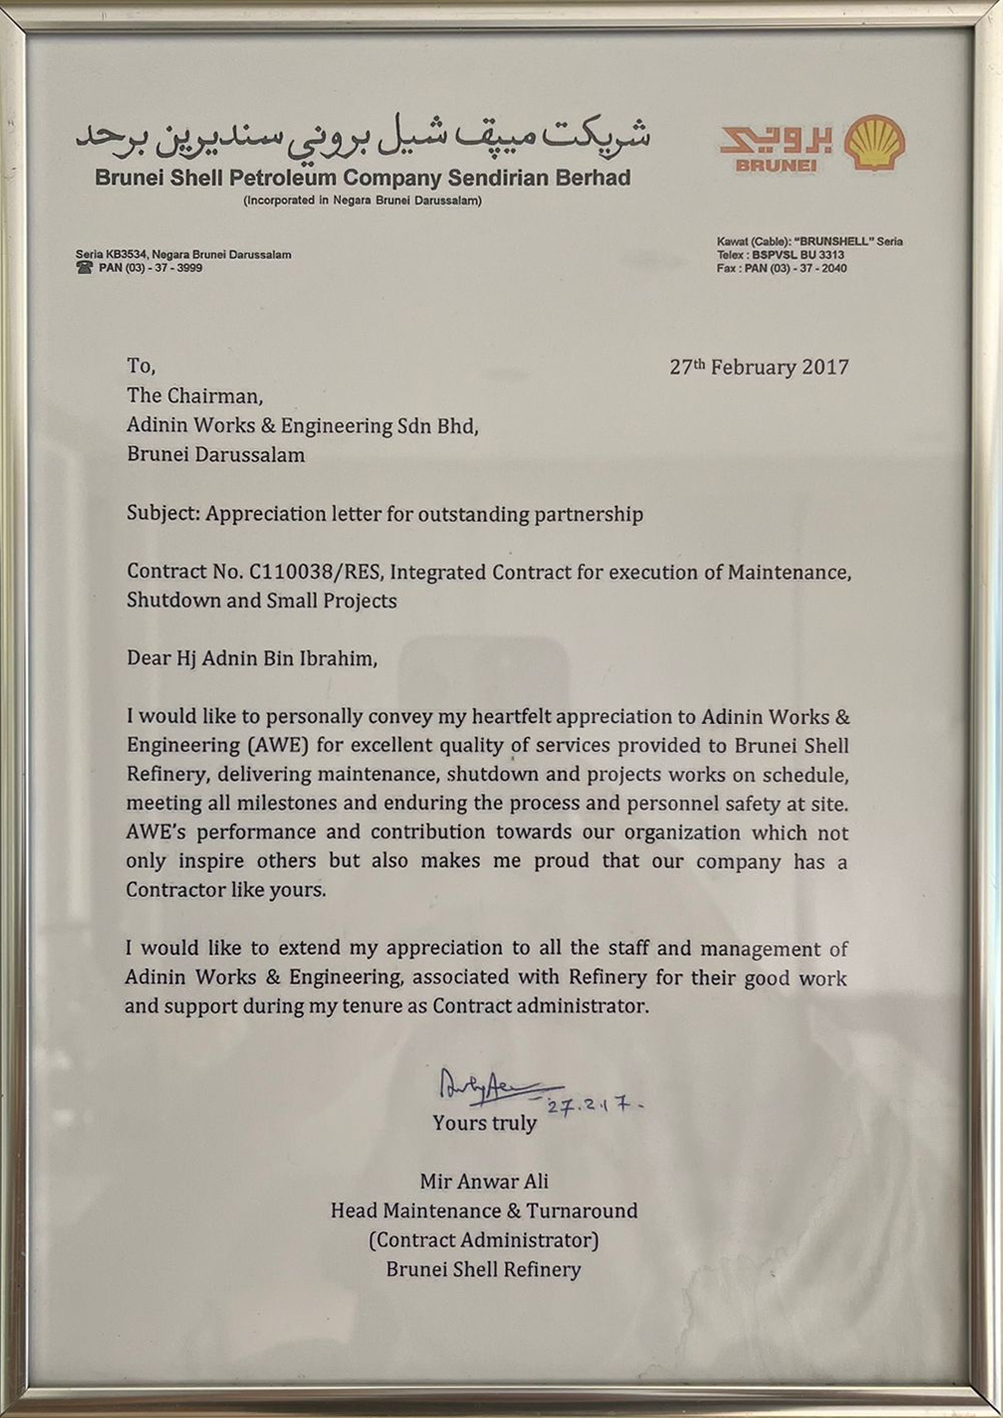 شريكت ميڤق شيل بروني سنديرين برحد
Brunei Shell Petroleum Company Sendirian Berhad
(Incorporated in Negara Brunei Darussalam)
BRUNEI
Seria KB3534, Negara Brunei Darussalam
☎ PAN (03) - 37 - 3999
Kawat (Cable): "BRUNSHELL" Seria
Telex : BSPVSL BU 3313
Fax : PAN (03) - 37 - 2040
To,
27th February 2017
The Chairman,
Adinin Works & Engineering Sdn Bhd,
Brunei Darussalam
Subject: Appreciation letter for outstanding partnership
Contract No. C110038/RES, Integrated Contract for execution of Maintenance,
Shutdown and Small Projects
Dear Hj Adnin Bin Ibrahim,
I would like to personally convey my heartfelt appreciation to Adinin Works &
Engineering (AWE) for excellent quality of services provided to Brunei Shell
Refinery, delivering maintenance, shutdown and projects works on schedule,
meeting all milestones and enduring the process and personnel safety at site.
AWE's performance and contribution towards our organization which not
only inspire others but also makes me proud that our company has a
Contractor like yours.
I would like to extend my appreciation to all the staff and management of
Adinin Works & Engineering, associated with Refinery for their good work
and support during my tenure as Contract administrator.
27.2.17.
Yours truly
Mir Anwar Ali
Head Maintenance & Turnaround
(Contract Administrator)
Brunei Shell Refinery